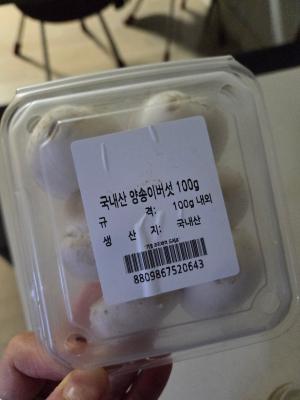 국내산 양송이버섯 100g
규 격: 100g 내외
생 산 지: 국내산
8809867520643